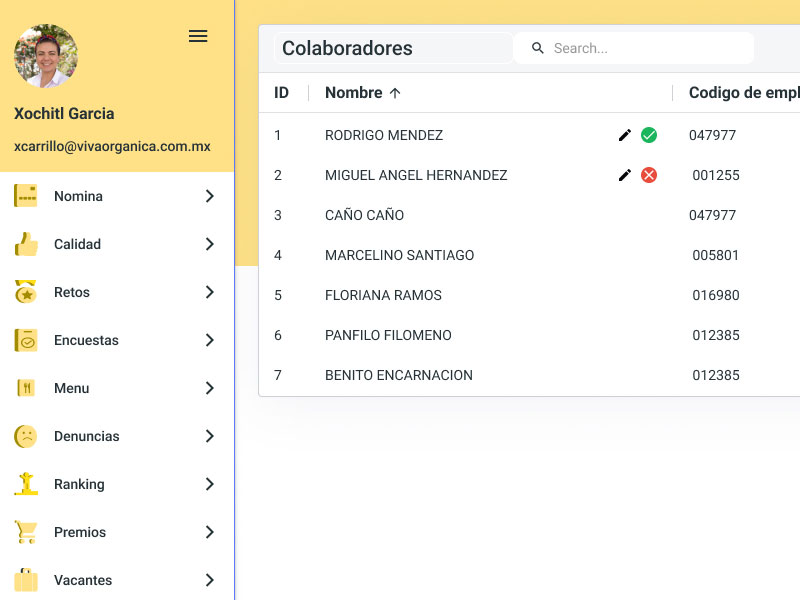 Xochitl Garcia
xcarrillo@vivaorganica.com.mx
Nomina
Calidad
Retos
Encuestas
Menu
Denuncias
Ranking
Premios
Vacantes
Colaboradores Search...
ID Nombre Codigo de empl
1 RODRIGO MENDEZ 047977
2 MIGUEL ANGEL HERNANDEZ 001255
3 CAÑO CAÑO 047977
4 MARCELINO SANTIAGO 005801
5 FLORIANA RAMOS 016980
6 PANFILO FILOMENO 012385
7 BENITO ENCARNACION 012385